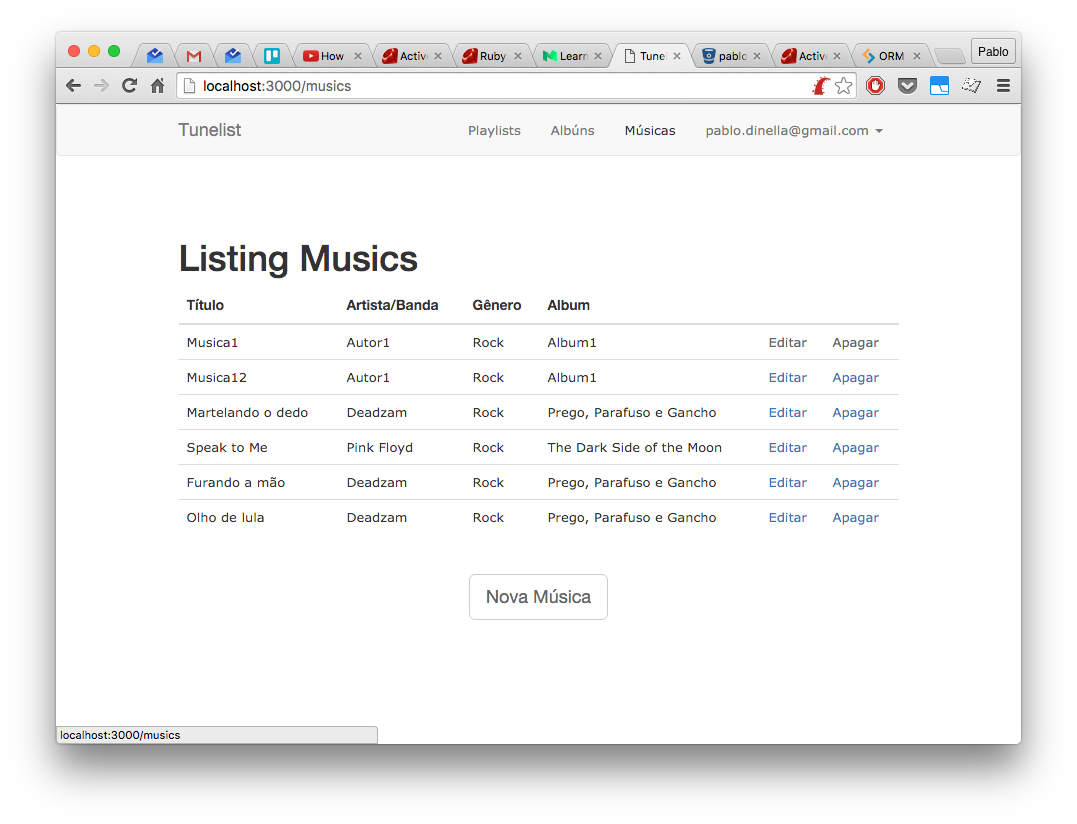 How Activ Ruby Learn Tunel pablo Activ ORM Pablo
localhost:3000/musics
Tunelist Playlists Albúns Músicas pablo.dinella@gmail.com
Listing Musics
Título Artista/Banda Gênero Album
Musica1 Autor1 Rock Album1 Editar Apagar
Musica12 Autor1 Rock Album1 Editar Apagar
Martelando o dedo Deadzam Rock Prego, Parafuso e Gancho Editar Apagar
Speak to Me Pink Floyd Rock The Dark Side of the Moon Editar Apagar
Furando a mão Deadzam Rock Prego, Parafuso e Gancho Editar Apagar
Olho de lula Deadzam Rock Prego, Parafuso e Gancho Editar Apagar
Nova Música
localhost:3000/musics